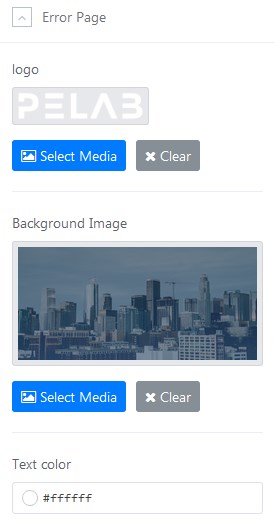 Error Page
logo
PELAB
Select Media
Clear
Background Image
Select Media
Clear
Text color
#ffffff